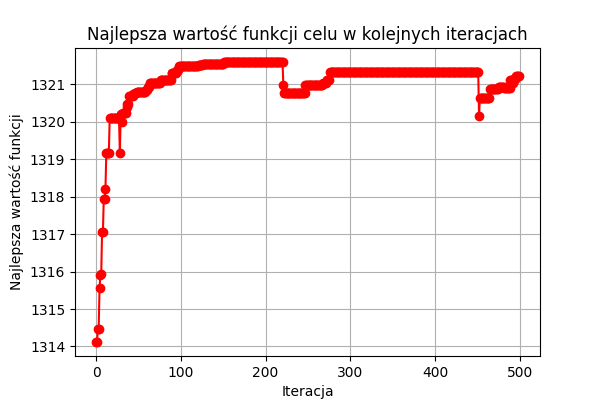 Najlepsza wartość funkcji celu w kolejnych iteracjach
Najlepsza wartość funkcji
1321
1320
1319
1318
1317
1316
1315
1314
0 100 200 300 400 500
Iteracja